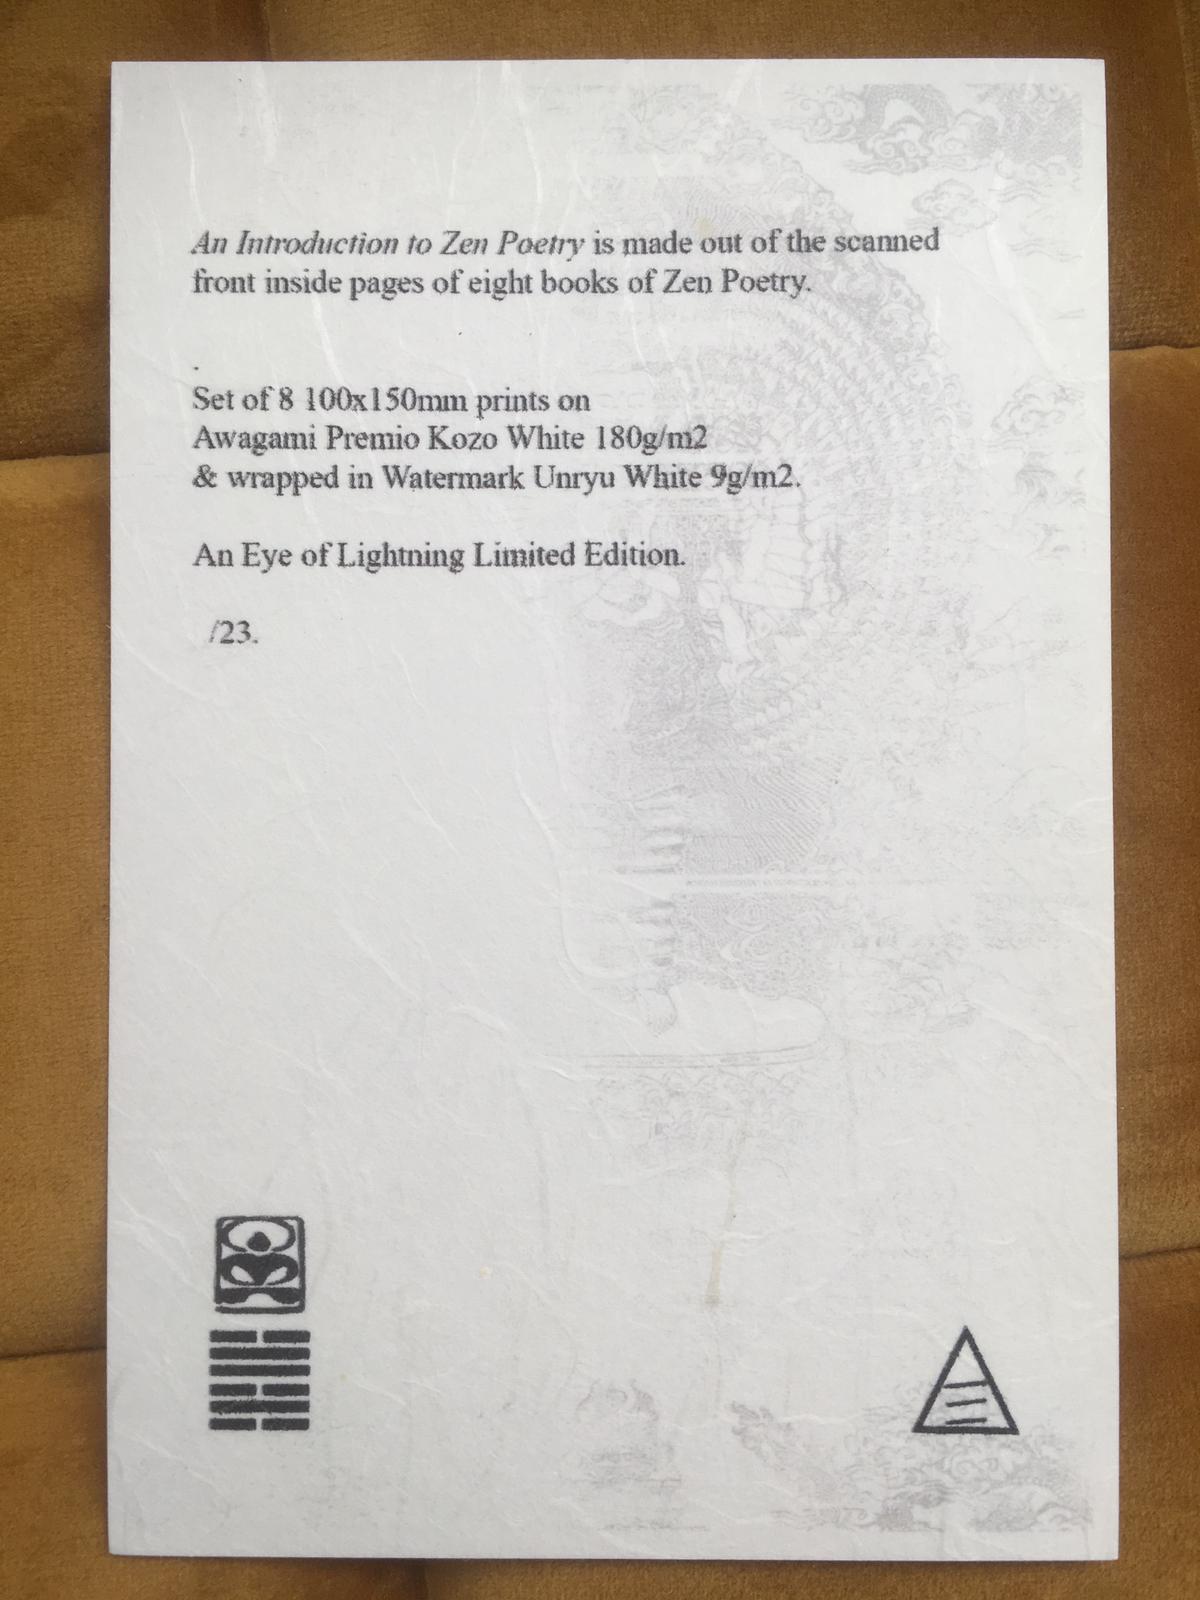 An Introduction to Zen Poetry is made out of the scanned
front inside pages of eight books of Zen Poetry.
Set of 8 100x150mm prints on
Awagami Premio Kozo White 180g/m2
& wrapped in Watermark Unryu White 9g/m2.
An Eye of Lightning Limited Edition.
/23.